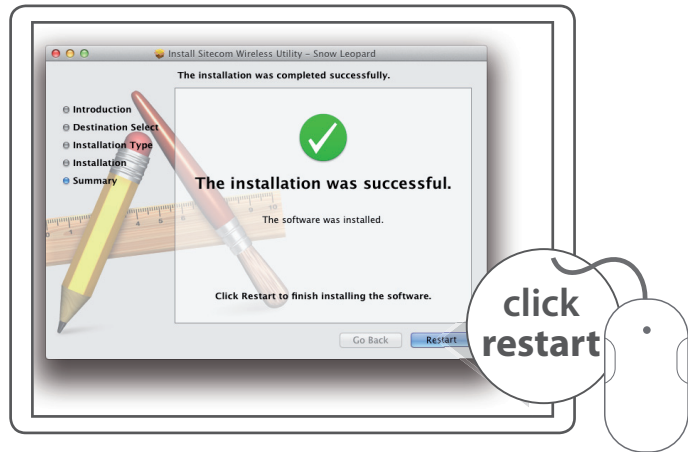 Install Sitecom Wireless Utility – Snow Leopard
The installation was completed successfully.
Introduction
Destination Select
Installation Type
Installation
Summary
The installation was successful.
The software was installed.
Click Restart to finish installing the software.
Go Back
Restart
click
restart